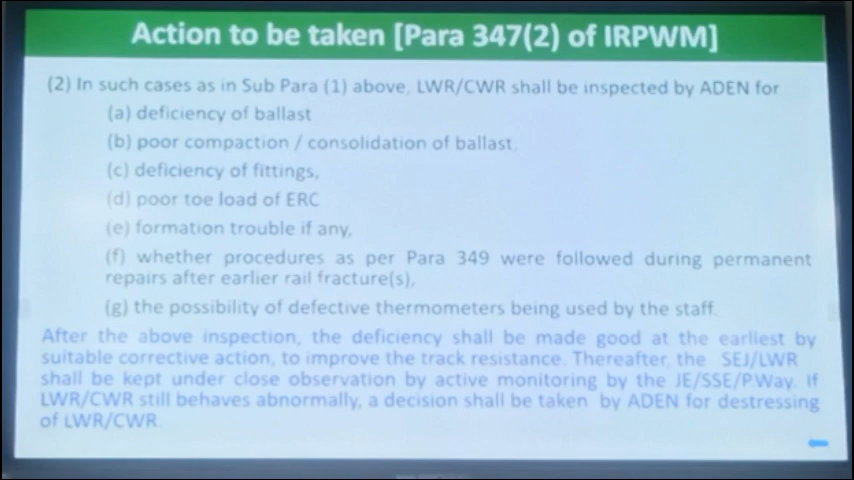 Action to be taken [Para 347(2) of IRPWM]
(2) In such cases as in Sub Para (1) above, LWR/CWR shall be inspected by ADEN for
(a) deficiency of ballast
(b) poor compaction / consolidation of ballast.
(c) deficiency of fittings,
(d) poor toe load of ERC
(e) formation trouble if any,
(f) whether procedures as per Para 349 were followed during permanent
repairs after earlier rail fracture(s),
(g) the possibility of defective thermometers being used by the staff.
After the above inspection, the deficiency shall be made good at the earliest by
suitable corrective action, to improve the track resistance. Thereafter, the SEJ/LWR
shall be kept under close observation by active monitoring by the JE/SSE/P.Way. If
LWR/CWR still behaves abnormally, a decision shall be taken by ADEN for destressing
of LWR/CWR